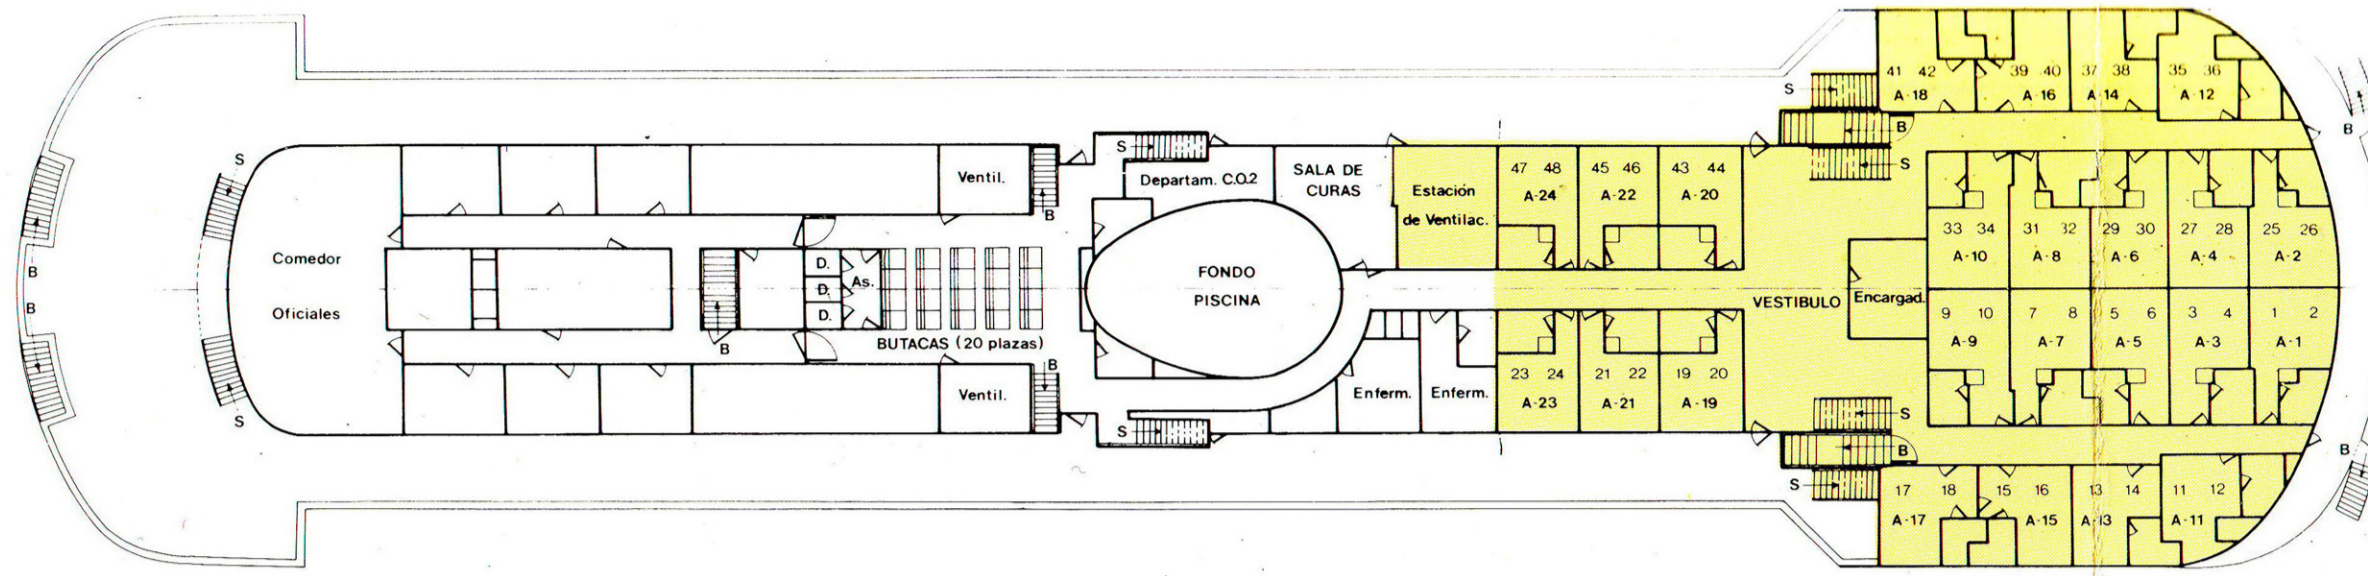 41 42
A-18
39 40
A-16
37 38
A-14
35 36
A-12
S
B
S
B
S
Ventil.
B
S
Departam. C.O.2
SALA DE
CURAS
Estación
de Ventilac.
47 48
A-24
45 46
A-22
43 44
A-20
33 34
A-10
31 32
A-8
29 30
A-6
27 28
A-4
25 26
A-2
Comedor
Oficiales
B
B
D.
D.
D.
As.
B
BUTACAS (20 plazas)
FONDO
PISCINA
VESTIBULO
Encargad.
9 10
A-9
7 8
A-7
5 6
A-5
3 4
A-3
1 2
A-1
S
Ventil.
B
S
Enferm.
Enferm.
23 24
A-23
21 22
A-21
19 20
A-19
S
B
S
B
17 18
A-17
15 16
A-15
13 14
A-13
11 12
A-11